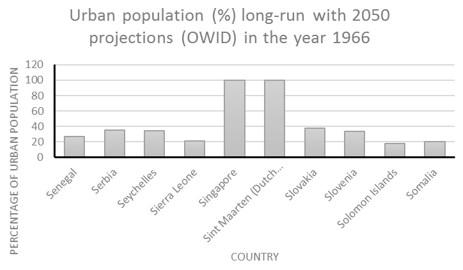 Urban population (%) long-run with 2050
projections (OWID) in the year 1966
PERCENTAGE OF URBAN POPULATION
120
100
80
60
40
20
0
Senegal
Serbia
Seychelles
Sierra Leone
Singapore
Sint Maarten (Dutch...
Slovakia
Slovenia
Solomon Islands
Somalia
COUNTRY